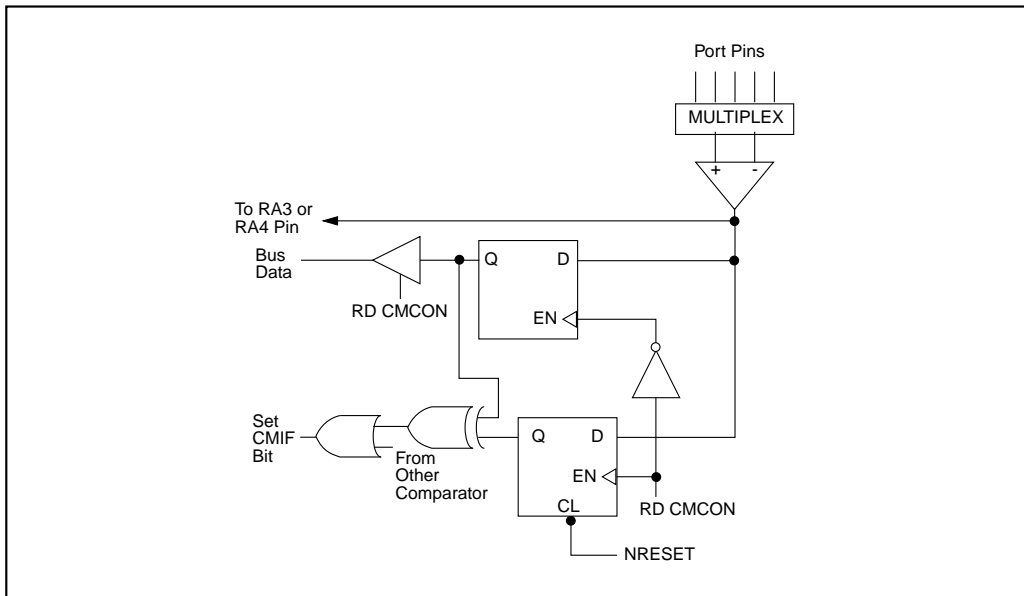 Port Pins
MULTIPLEX
+ -
To RA3 or
RA4 Pin
Bus
Data
Q D
RD CMCON
EN
Set
CMIF
Bit
From
Other
Comparator
Q D
EN
CL
RD CMCON
NRESET